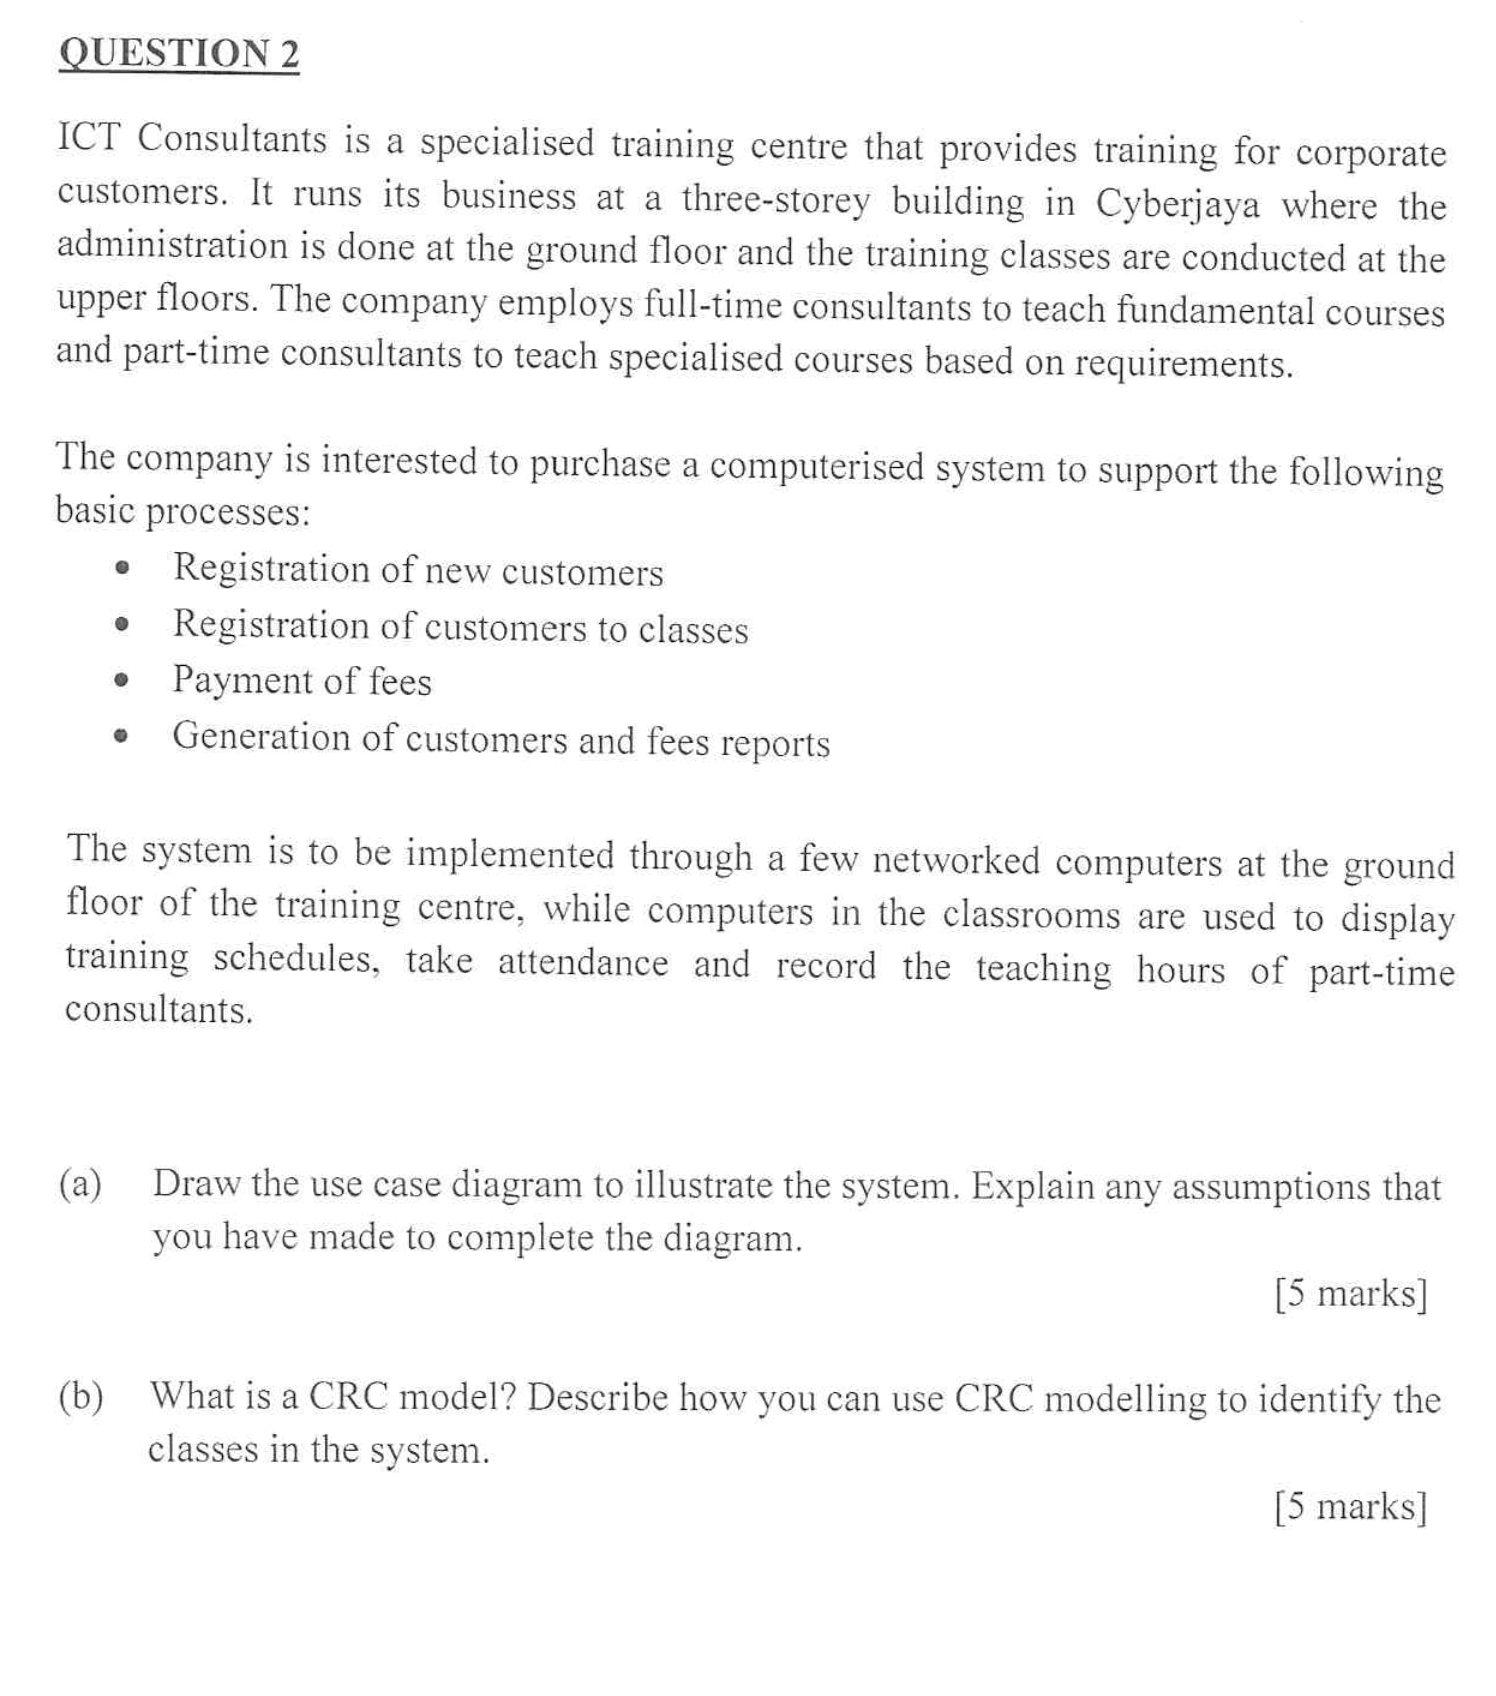 QUESTION 2
ICT Consultants is a specialised training centre that provides training for corporate
customers. It runs its business at a three-storey building in Cyberjaya where the
administration is done at the ground floor and the training classes are conducted at the
upper floors. The company employs full-time consultants to teach fundamental courses
and part-time consultants to teach specialised courses based on requirements.
The company is interested to purchase a computerised system to support the following
basic processes:
• Registration of new customers
• Registration of customers to classes
• Payment of fees
• Generation of customers and fees reports
The system is to be implemented through a few networked computers at the ground
floor of the training centre, while computers in the classrooms are used to display
training schedules, take attendance and record the teaching hours of part-time
consultants.
(a) Draw the use case diagram to illustrate the system. Explain any assumptions that
you have made to complete the diagram.
[5 marks]
(b) What is a CRC model? Describe how you can use CRC modelling to identify the
classes in the system.
[5 marks]